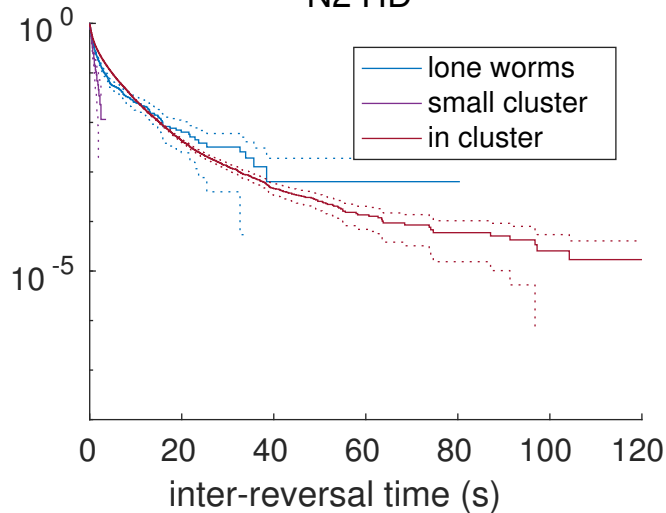 10^0
lone worms
small cluster
in cluster
10^-5
0 20 40 60 80 100 120
inter-reversal time (s)